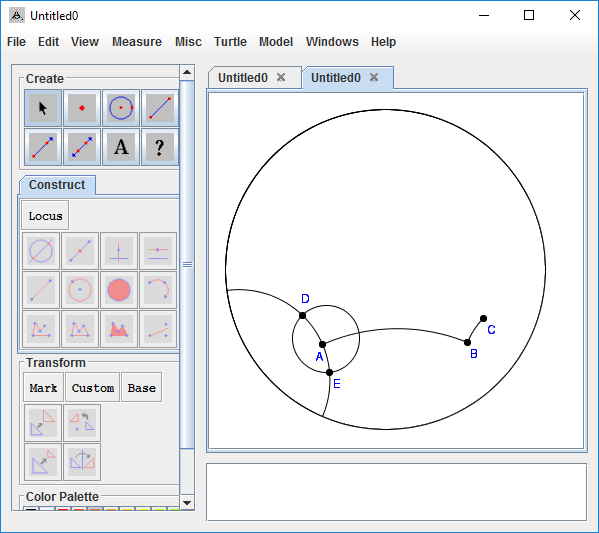 Untitled0
File Edit View Measure Misc Turtle Model Windows Help
Create
A ?
Construct
Locus
Transform
Mark Custom Base
Color Palette
Untitled0 Untitled0
D
C
A
B
E